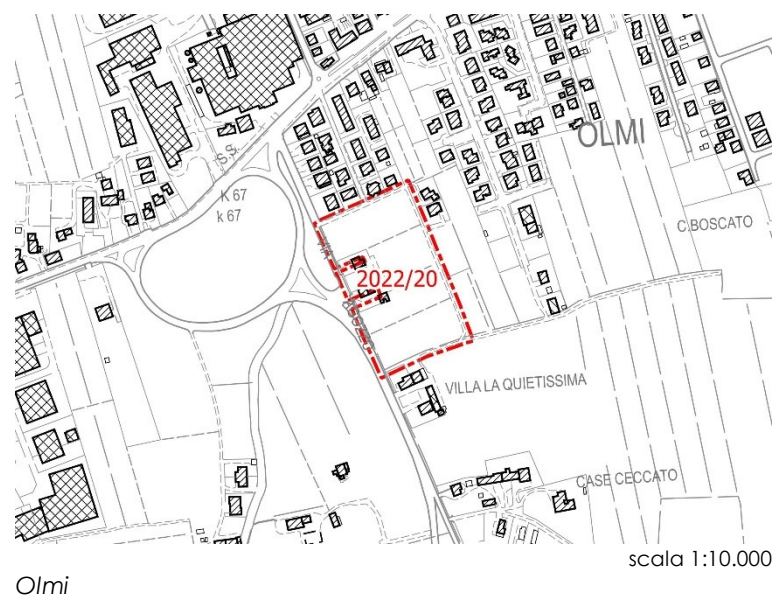 OLMI
S.S.
K 67
k 67
C.BOSCATO
2022/20
VILLA LA QUIETISSIMA
CASE CECCATO
scala 1:10.000
Olmi